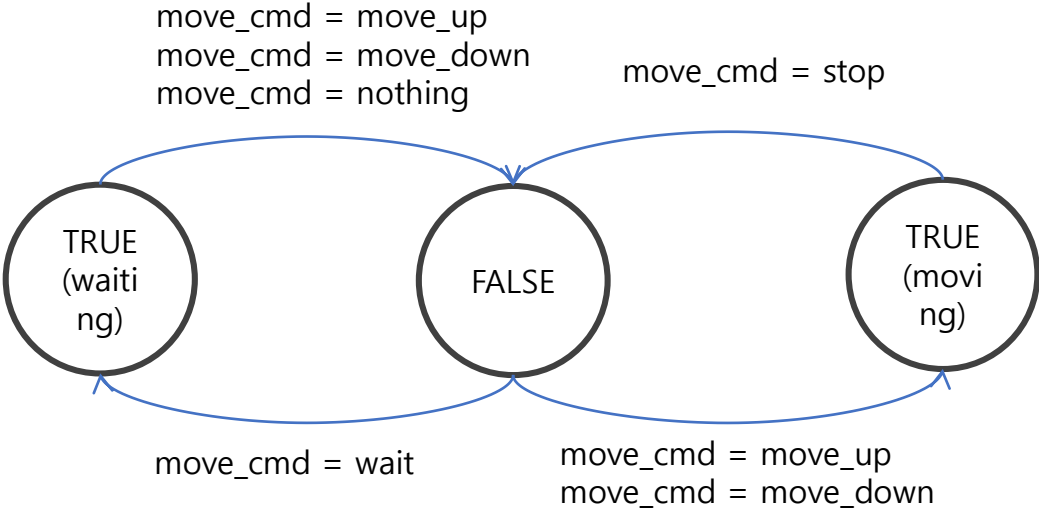 move_cmd = move_up
move_cmd = move_down
move_cmd = nothing
move_cmd = stop
TRUE
(waiti
ng)
FALSE
TRUE
(movi
ng)
move_cmd = wait
move_cmd = move_up
move_cmd = move_down